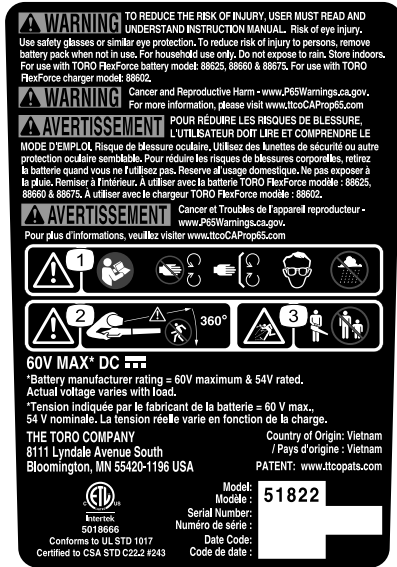 WARNING TO REDUCE THE RISK OF INJURY, USER MUST READ AND
UNDERSTAND INSTRUCTION MANUAL. Risk of eye injury.
Use safety glasses or similar eye protection. To reduce risk of injury to persons, remove
battery pack when not in use. For household use only. Do not expose to rain. Store indoors.
For use with TORO FlexForce battery model: 88625, 88660 & 88675. For use with TORO
FlexForce charger model: 88602.
WARNING Cancer and Reproductive Harm - www.P65Warnings.ca.gov.
For more information, please visit www.ttcoCAProp65.com
AVERTISSEMENT POUR RÉDUIRE LES RISQUES DE BLESSURE,
L'UTILISATEUR DOIT LIRE ET COMPRENDRE LE
MODE D'EMPLOI, Risque de blessure oculaire. Utilisez des lunettes de sécurité ou autre
protection oculaire semblable. Pour réduire les risques de blessures corporelles, retirez
la batterie quand vous ne l'utilisez pas. Reserve al'usage domestique. Ne pas exposer à
la pluie. Remiser à l'intérieur. À utiliser avec la batterie TORO FlexForce modèle : 88625,
88660 & 88675. À utiliser avec le chargeur TORO FlexForce modèle : 88602.
AVERTISSEMENT Cancer et Troubles de l'appareil reproducteur -
www.P65Warnings.ca.gov.
Pour plus d'informations, veuillez visiter www.ttcoCAProp65.com
1
2
360°
3
60V MAX* DC
*Battery manufacturer rating = 60V maximum & 54V rated.
Actual voltage varies with load.
*Tension indiquée par le fabricant de la batterie = 60 V max.,
54 V nominale. La tension réelle varie en fonction de la charge.
THE TORO COMPANY
8111 Lyndale Avenue South
Bloomington, MN 55420-1196 USA
Country of Origin: Vietnam
/ Pays d'origine : Vietnam
PATENT: www.ttcopats.com
C ETL US
Intertek
5018666
Conforms to UL STD 1017
Certified to CSA STD C22.2 #243
Model:
Modèle :
51822
Serial Number:
Numéro de série :
Date Code:
Code de date :